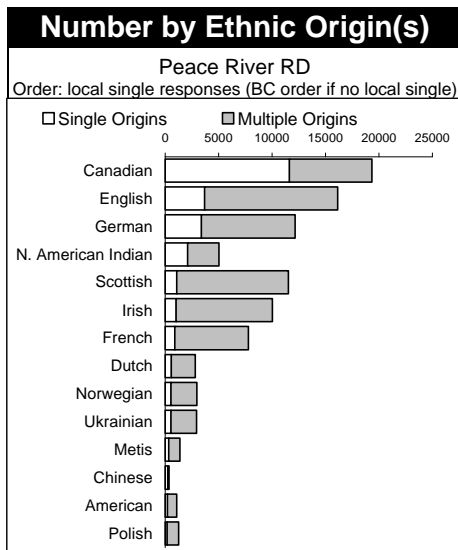 Number by Ethnic Origin(s)
Peace River RD
Order: local single responses (BC order if no local single)
Single Origins Multiple Origins
0 5000 10000 15000 20000 25000
Canadian
English
German
N. American Indian
Scottish
Irish
French
Dutch
Norwegian
Ukrainian
Metis
Chinese
American
Polish